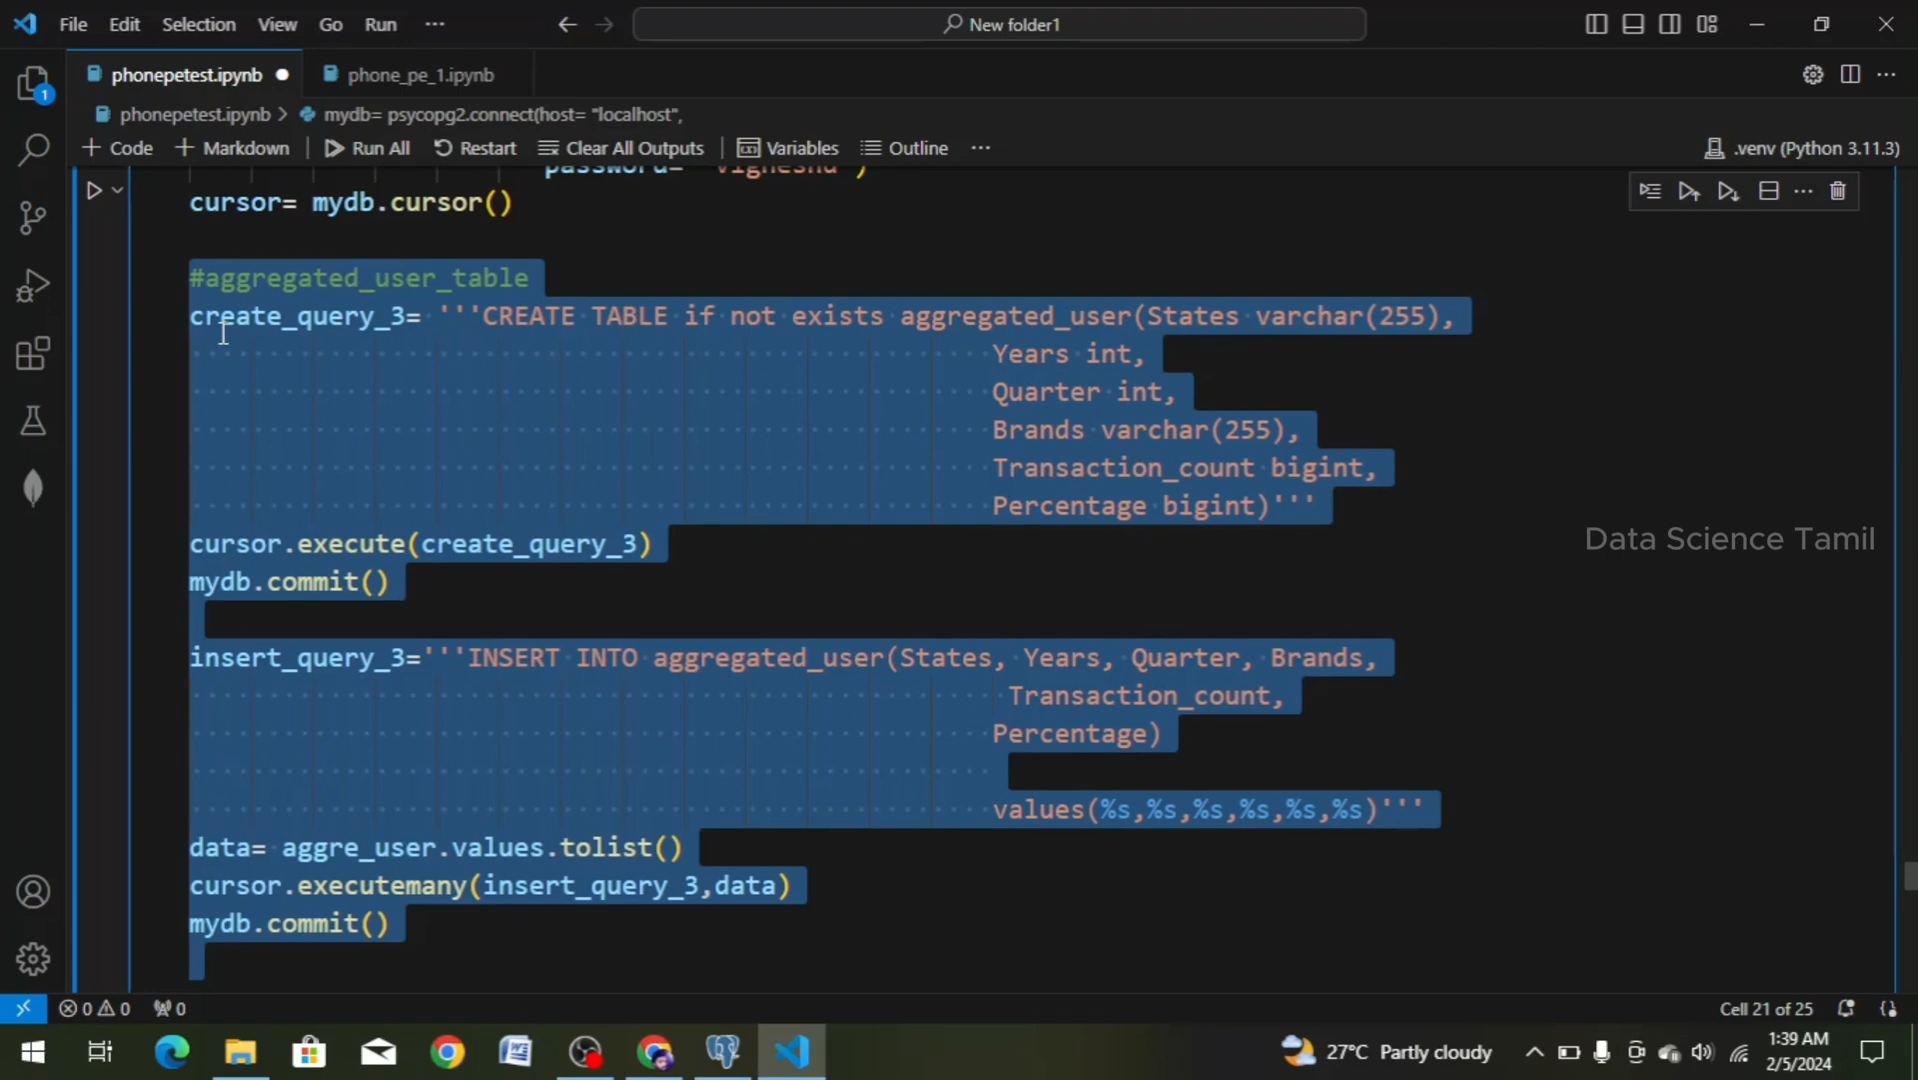 File Edit Selection View Go Run ···
New folder1
phonepetest.ipynb
phone_pe_1.ipynb
phonepetest.ipynb > mydb= psycopg2.connect(host= "localhost",
+ Code + Markdown Run All Restart Clear All Outputs Variables Outline ···
.venv (Python 3.11.3)
password= "vigneshu")
cursor= mydb.cursor()
#aggregated_user_table
create_query_3= '''CREATE TABLE if not exists aggregated_user(States varchar(255),
Years int,
Quarter int,
Brands varchar(255),
Transaction_count bigint,
Percentage bigint)'''
cursor.execute(create_query_3)
mydb.commit()
insert_query_3='''INSERT INTO aggregated_user(States, Years, Quarter, Brands,
Transaction_count,
Percentage)
values(%s,%s,%s,%s,%s,%s)'''
data= aggre_user.values.tolist()
cursor.executemany(insert_query_3,data)
mydb.commit()
Data Science Tamil
1
0 0 0
Cell 21 of 25
27°C Partly cloudy
1:39 AM
2/5/2024